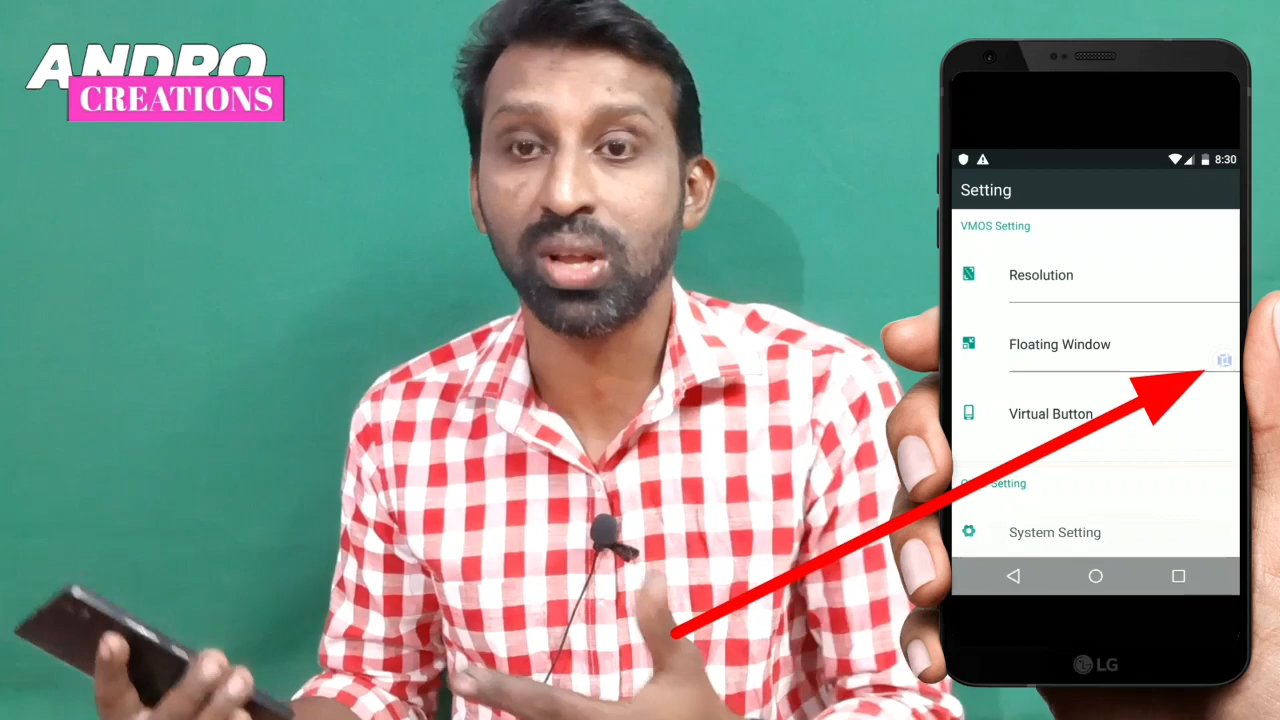 ANDRO
CREATIONS
8:30
Setting
VMOS Setting
Resolution
Floating Window
Virtual Button
Setting
System Setting
LG